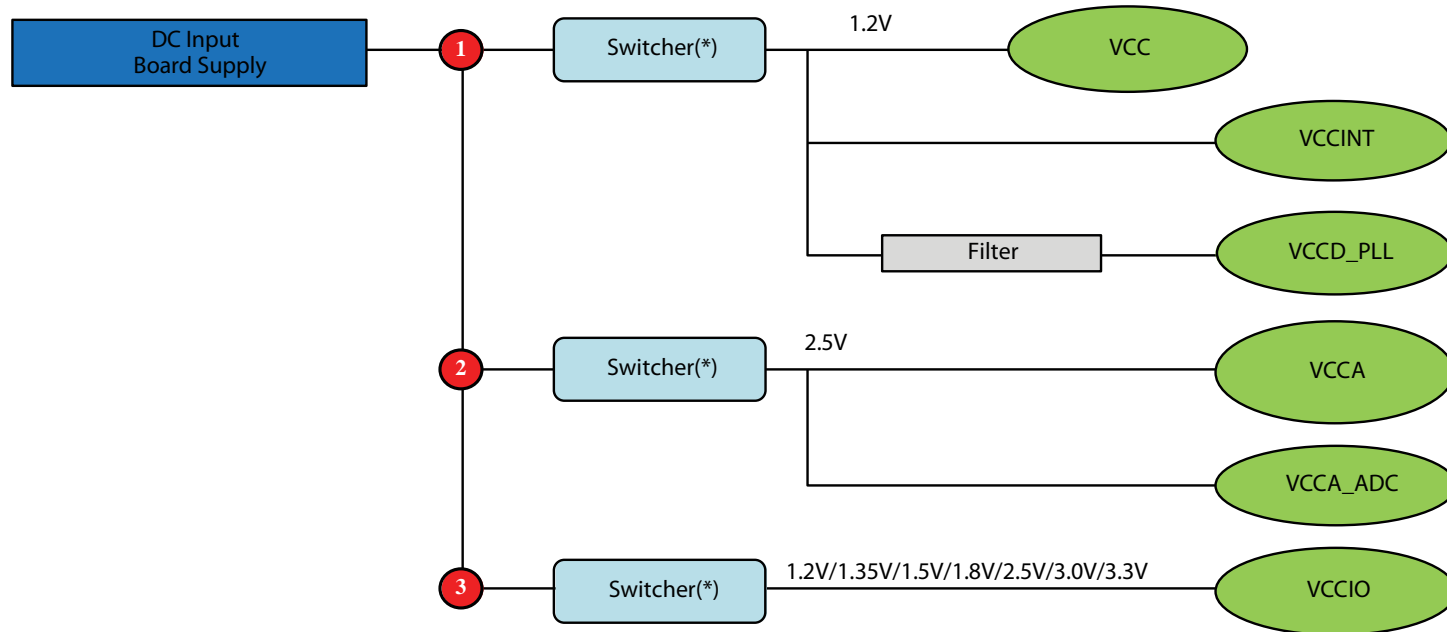 DC Input
Board Supply
1
Switcher(*)
1.2V
VCC
VCCINT
Filter
VCCD_PLL
2
Switcher(*)
2.5V
VCCA
VCCA_ADC
3
Switcher(*)
1.2V/1.35V/1.5V/1.8V/2.5V/3.0V/3.3V
VCCIO